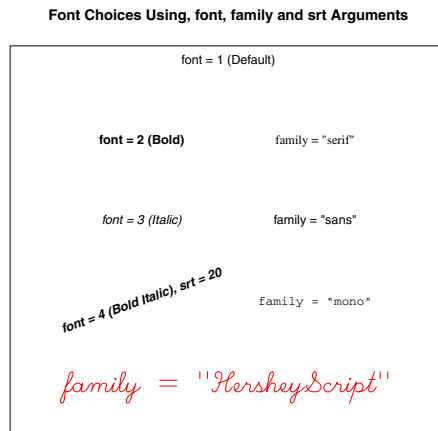 Font Choices Using, font, family and srt Arguments
font = 1 (Default)
font = 2 (Bold)
family = "serif"
font = 3 (Italic)
family = "sans"
font = 4 (Bold Italic), srt = 20
family = "mono"
family = "HersheyScript"